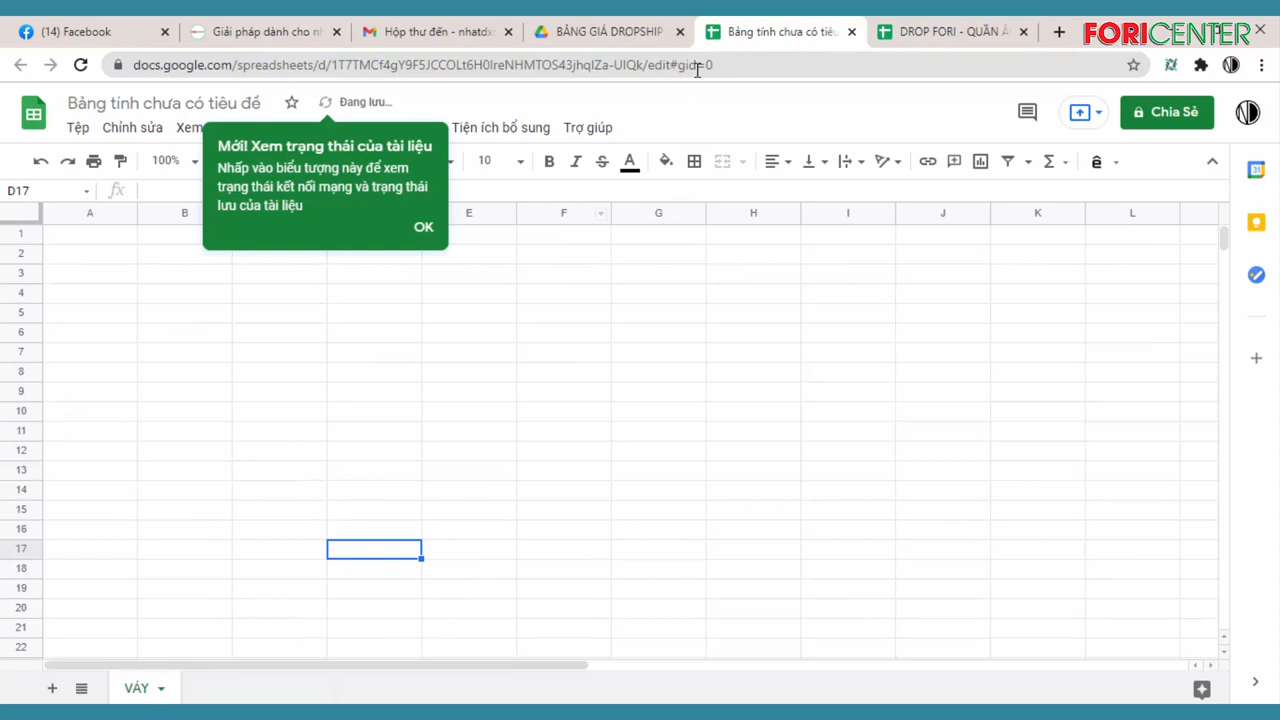 (14) Facebook
Giải pháp dành cho nh
Hộp thư đến - nhatdx
BẢNG GIÁ DROPSHIP
Bảng tính chưa có tiêu
DROP FORI - QUẦN
FORICENTER
docs.google.com/spreadsheets/d/1T7TMCf4gY9F5JCCOLt6H0IreNHMTOS43jhqIZa-UIQk/edit#gid=0
Bảng tính chưa có tiêu đề
Đang lưu...
Chia Sẻ
Tệp Chỉnh sửa Xem Tiện ích bổ sung Trợ giúp
Mới! Xem trạng thái của tài liệu
Nhấp vào biểu tượng này để xem
trạng thái kết nối mạng và trạng thái
lưu của tài liệu
OK
100% 10 B I S A Σ ê
31
D17 fx
A B E F G H I J K L
1
2
3
4
5
6
7
8
9
10
11
12
13
14
15
16
17
18
19
20
21
22
VÁY